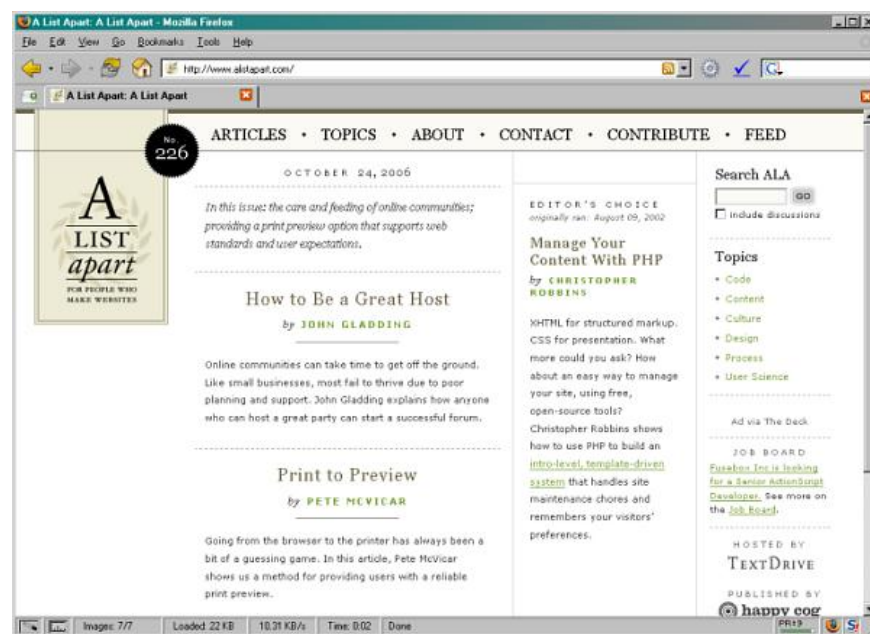 A List Apart: A List Apart - Mozilla Firefox
File Edit View Go Bookmarks Tools Help
http://www.alistapart.com/
A List Apart: A List Apart
ARTICLES • TOPICS • ABOUT • CONTACT • CONTRIBUTE • FEED
No.
226
A
LIST
apart
FOR PEOPLE WHO
MAKE WEBSITES
OCTOBER 24, 2006
In this issue: the care and feeding of online communities;
providing a print preview option that supports web
standards and user expectations.
How to Be a Great Host
by JOHN GLADDING
Online communities can take time to get off the ground.
Like small businesses, most fail to thrive due to poor
planning and support. John Gladding explains how anyone
who can host a great party can start a successful forum.
Print to Preview
by PETE MCVICAR
Going from the browser to the printer has always been a
bit of a guessing game. In this article, Pete McVicar
shows us a method for providing users with a reliable
print preview.
EDITOR'S CHOICE
originally ran: August 09, 2002
Manage Your
Content With PHP
by CHRISTOPHER
ROBBINS
XHTML for structured markup.
CSS for presentation. What
more could you ask? How
about an easy way to manage
your site, using free,
open-source tools?
Christopher Robbins shows
how to use PHP to build an
intro-level, template-driven
system that handles site
maintenance chores and
remembers your visitors'
preferences.
Search ALA
GO
include discussions
Topics
• Code
• Content
• Culture
• Design
• Process
• User Science
Ad via The Deck
JOB BOARD
Fusebox Inc is looking
for a Senior ActionScript
Developer. See more on
the Job Board.
HOSTED BY
TEXTDRIVE
PUBLISHED BY
happy cog
Images: 7/7 Loaded: 22 KB 10.31 KB/s Time: 0:02 Done
PR:9